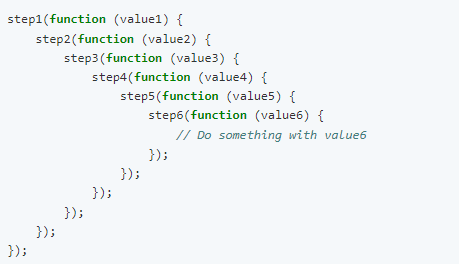 step1(function (value1) {
    step2(function (value2) {
        step3(function (value3) {
            step4(function (value4) {
                step5(function (value5) {
                    step6(function (value6) {
                        // Do something with value6
                    });
                });
            });
        });
    });
});